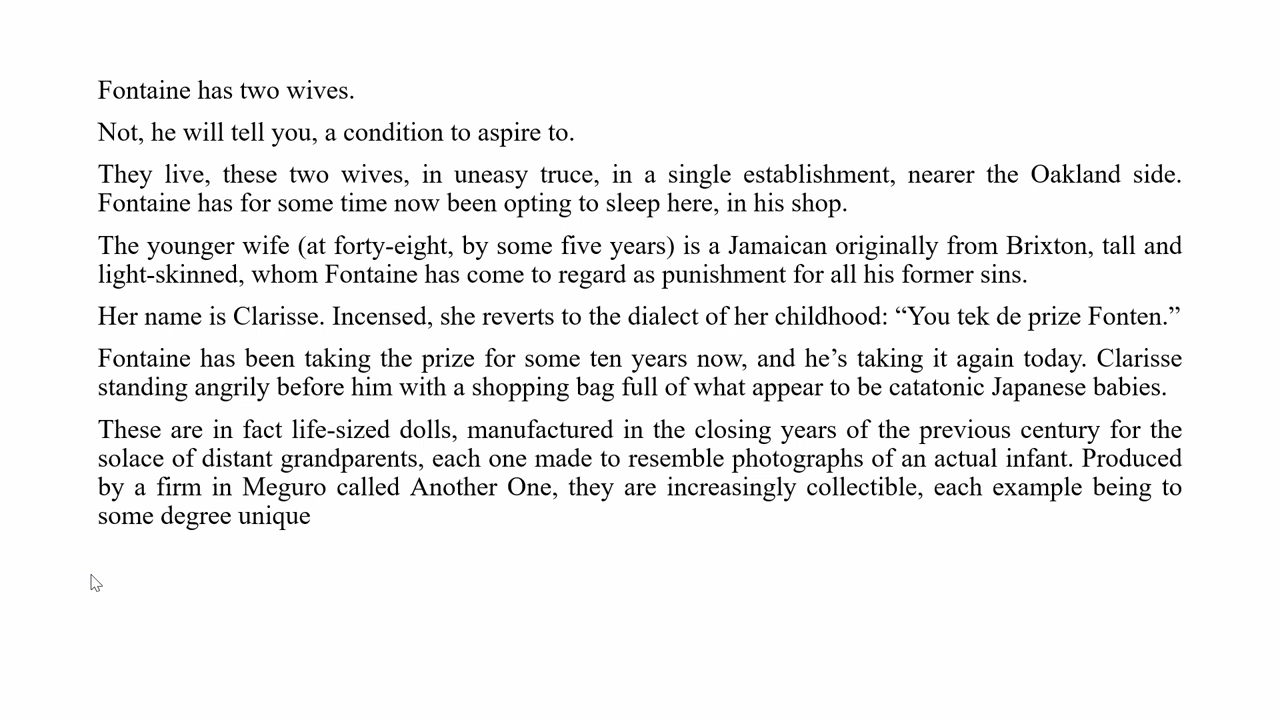 Fontaine has two wives.
Not, he will tell you, a condition to aspire to.
They live, these two wives, in uneasy truce, in a single establishment, nearer the Oakland side.
Fontaine has for some time now been opting to sleep here, in his shop.
The younger wife (at forty-eight, by some five years) is a Jamaican originally from Brixton, tall and
light-skinned, whom Fontaine has come to regard as punishment for all his former sins.
Her name is Clarisse. Incensed, she reverts to the dialect of her childhood: “You tek de prize Fonten.”
Fontaine has been taking the prize for some ten years now, and he’s taking it again today. Clarisse
standing angrily before him with a shopping bag full of what appear to be catatonic Japanese babies.
These are in fact life-sized dolls, manufactured in the closing years of the previous century for the
solace of distant grandparents, each one made to resemble photographs of an actual infant. Produced
by a firm in Meguro called Another One, they are increasingly collectible, each example being to
some degree unique